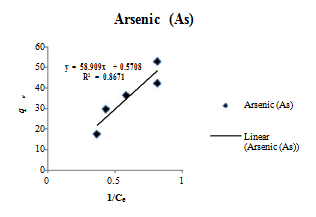 Arsenic (As)
60
50
40
30
20
10
0
y = 58.909x + 0.5708
R² = 0.8671
q e
0 0.5 1
1/Ce
Arsenic (As)
Linear
(Arsenic (As))